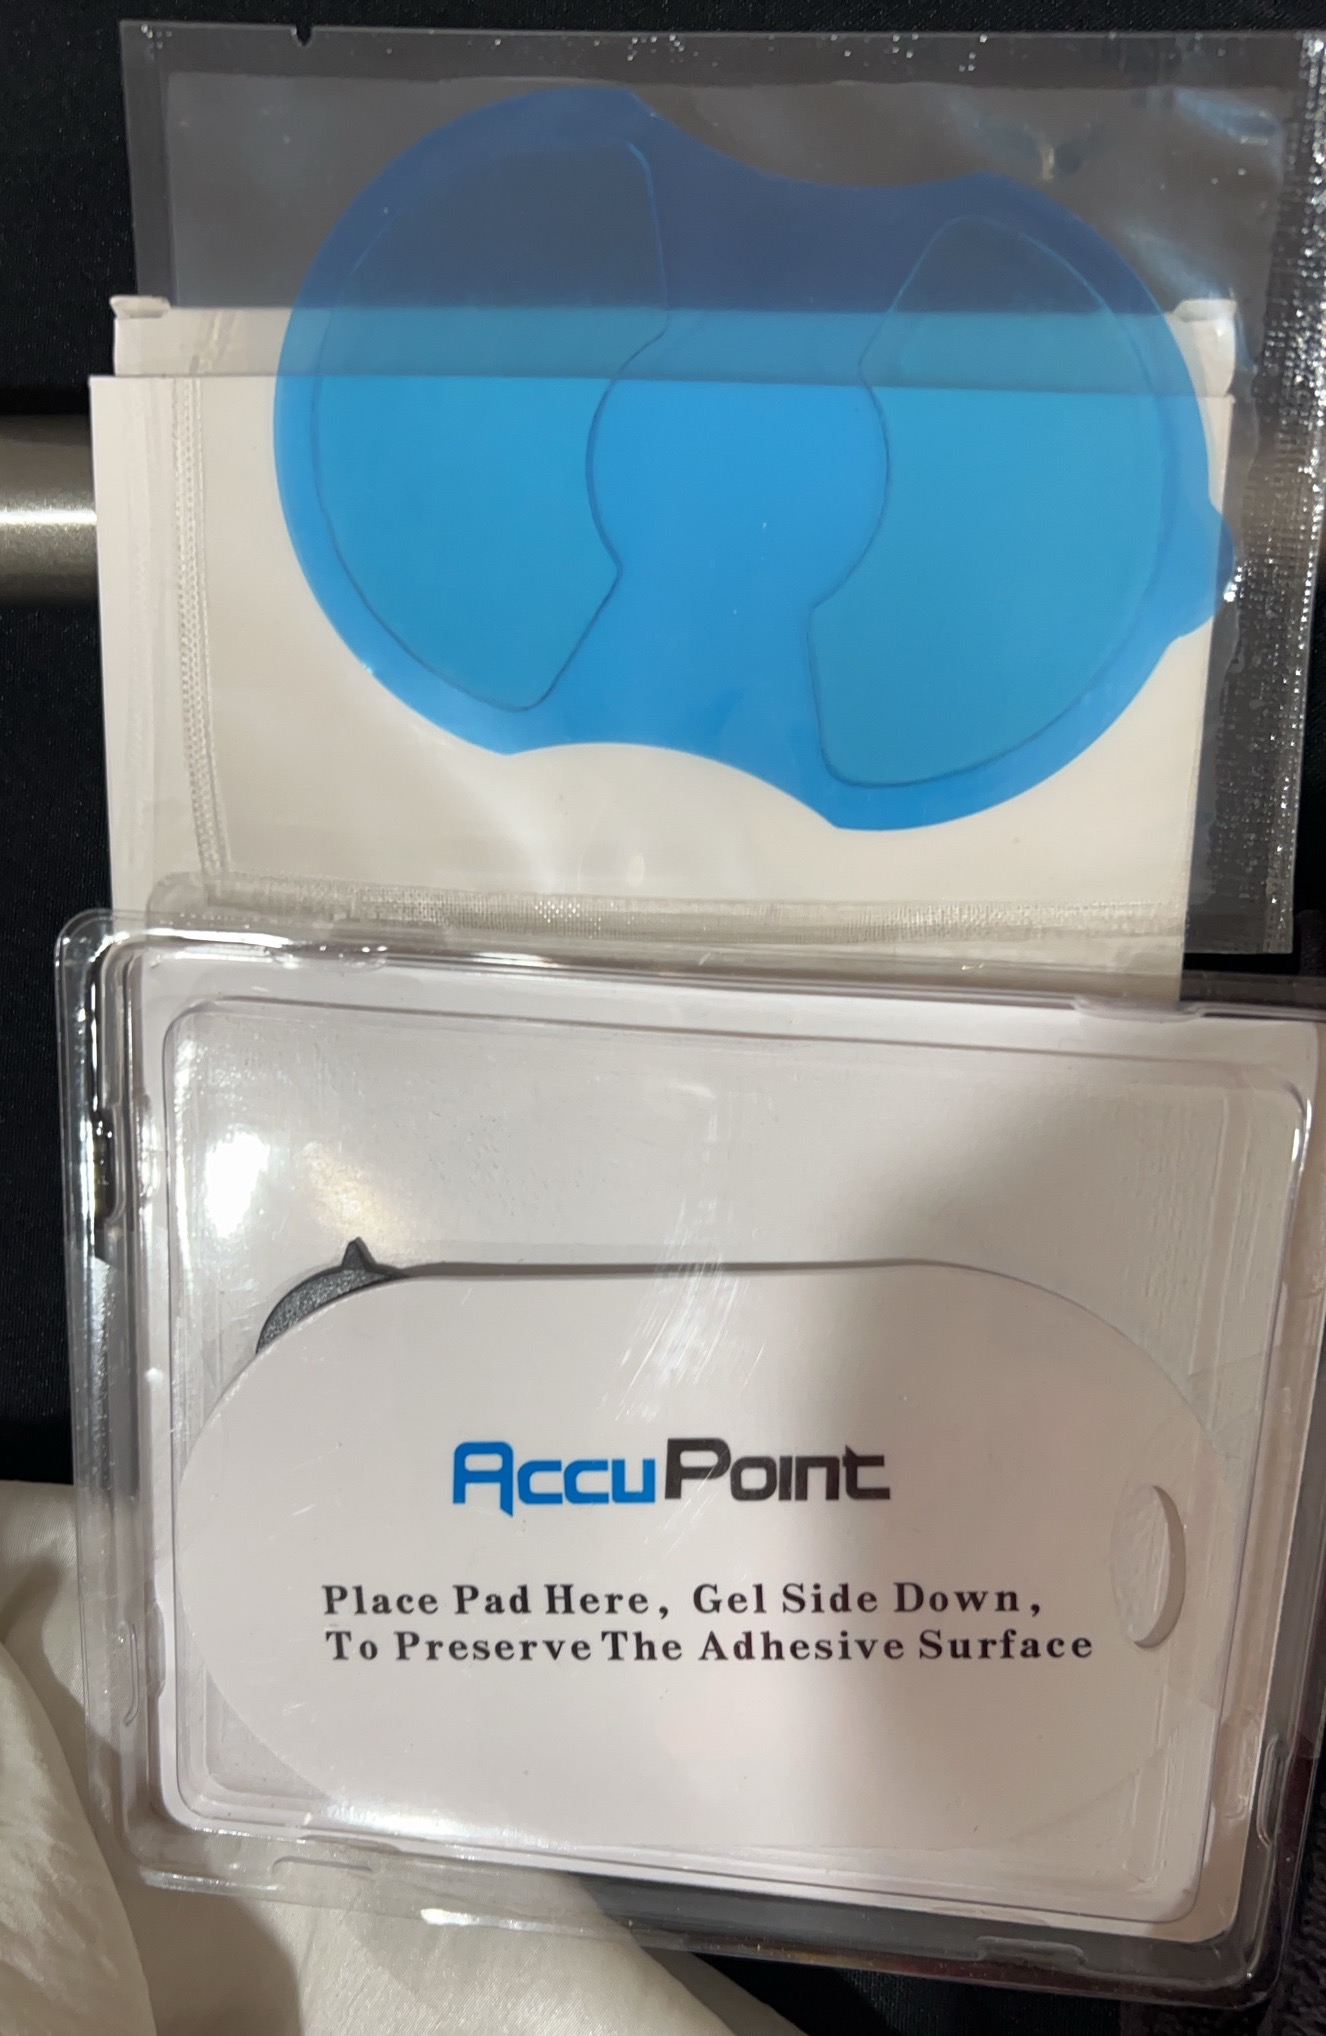 AccuPoint
Place Pad Here, Gel Side Down,
To Preserve The Adhesive Surface